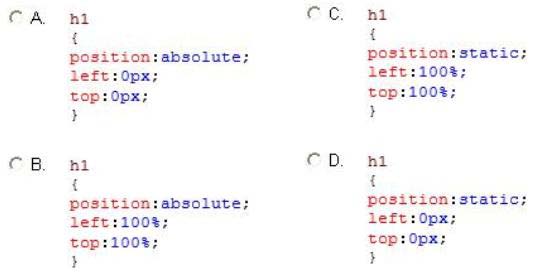 A. h1
{
position:absolute;
left:0px;
top:0px;
}
B. h1
{
position:absolute;
left:100%;
top:100%;
}
C. h1
{
position:static;
left:100%;
top:100%;
}
D. h1
{
position:static;
left:0px;
top:0px;
}